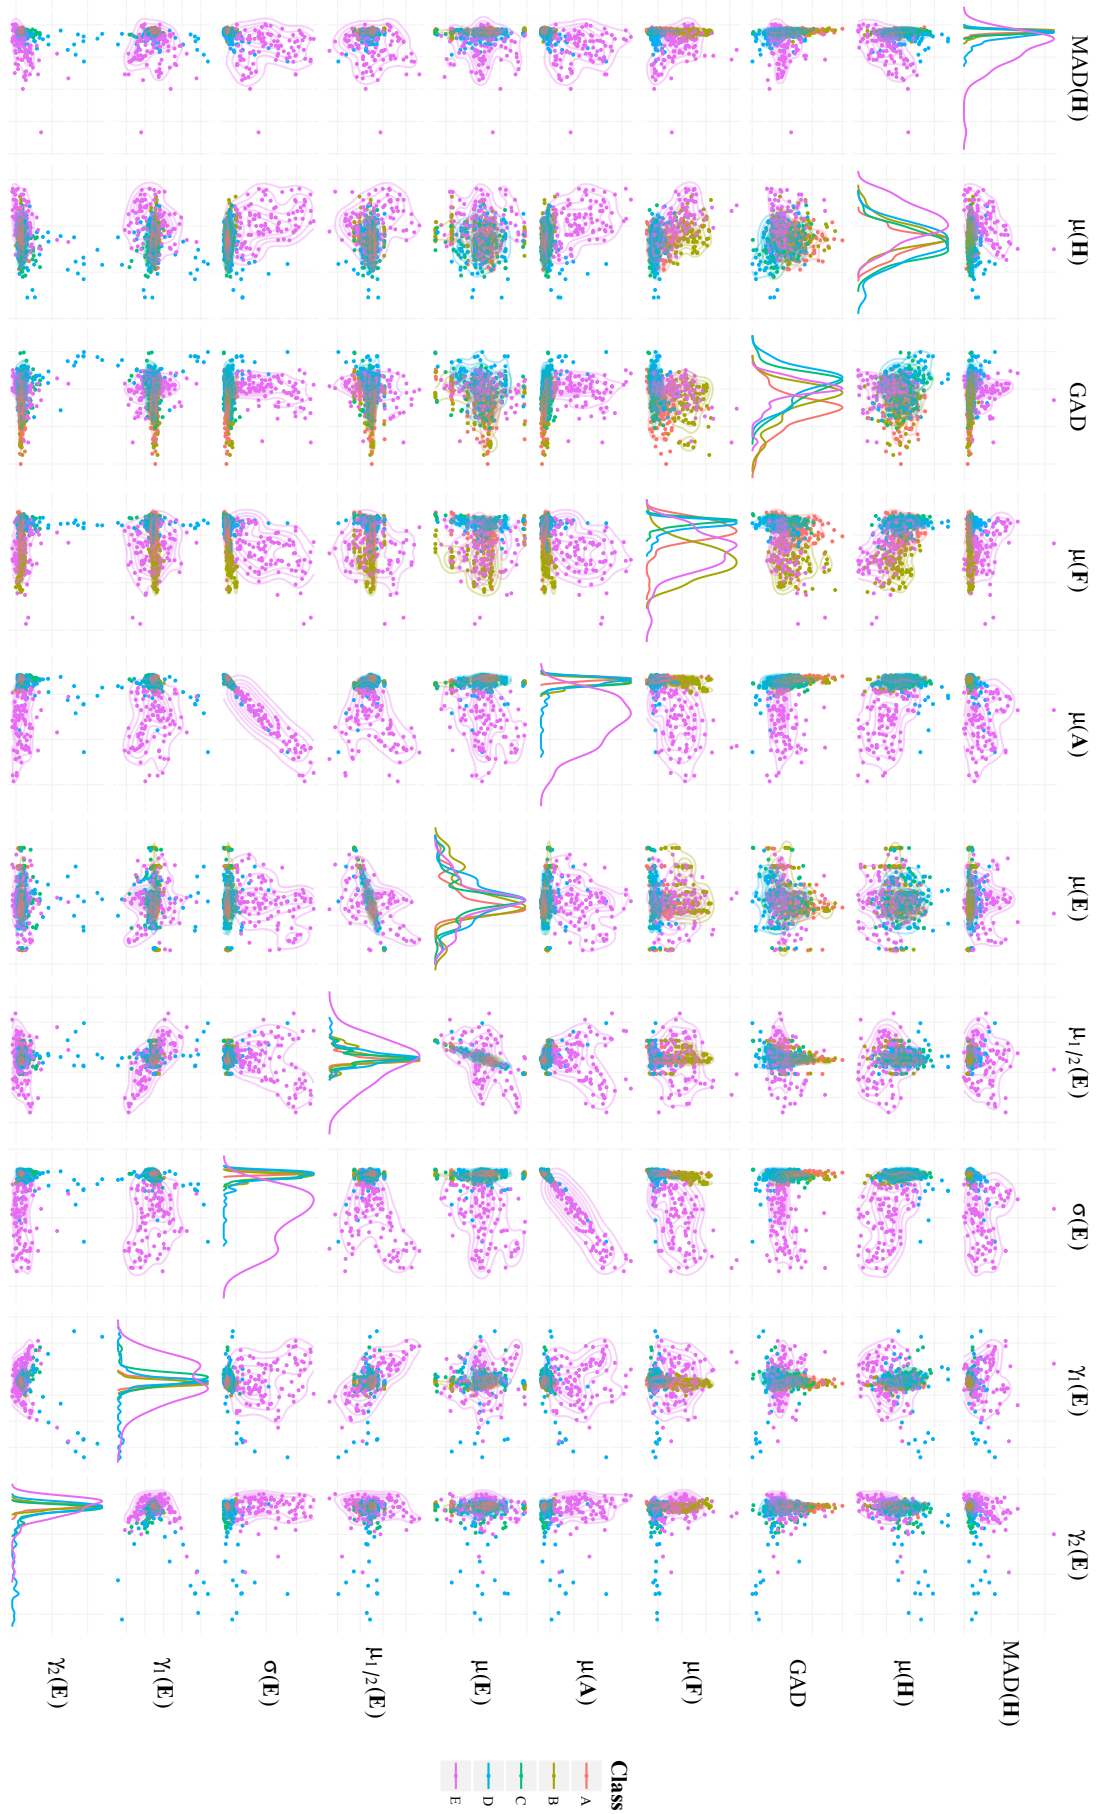 MAD(H)
μ(H)
GAD
μ(F)
μ(A)
μ(E)
μ1/2(E)
σ(E)
γ1(E)
γ2(E)
MAD(H)
μ(H)
GAD
μ(F)
μ(A)
μ(E)
μ1/2(E)
σ(E)
γ1(E)
γ2(E)
Class
A
B
C
D
E